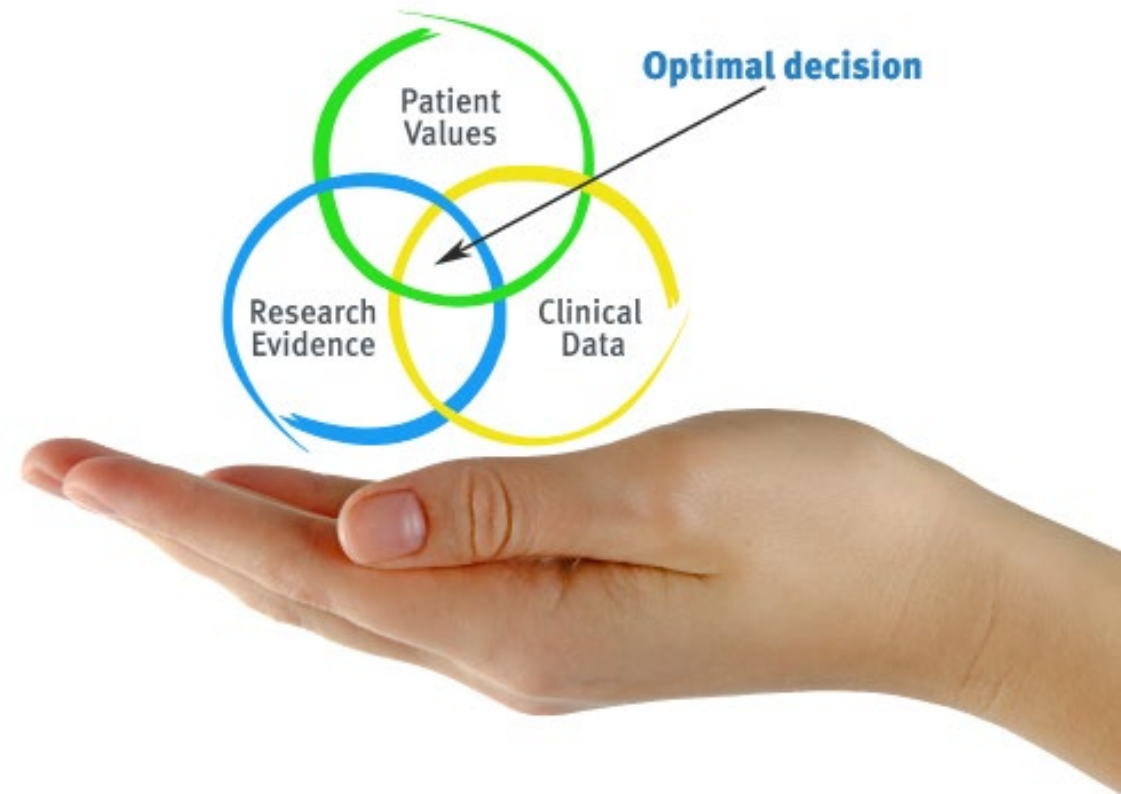 Optimal decision
Patient
Values
Research
Evidence
Clinical
Data